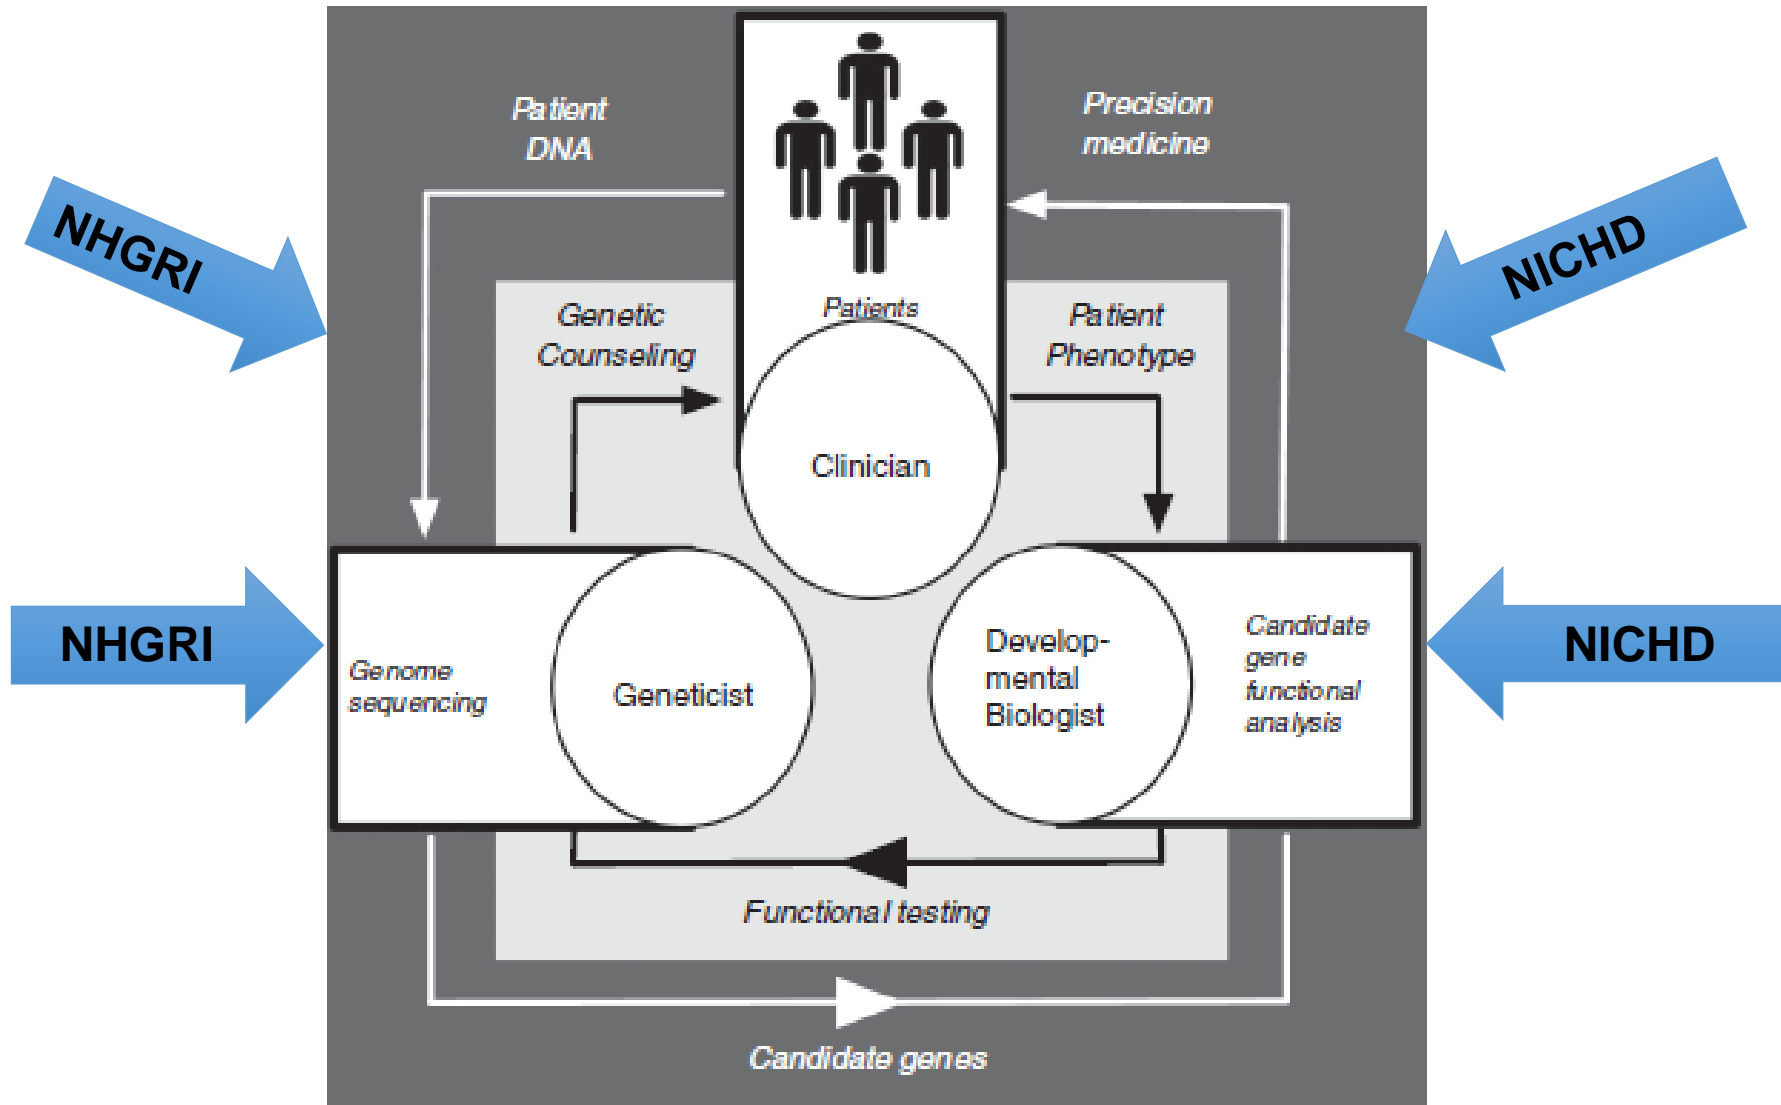 Patient
DNA
Precision
medicine
NHGRI
NICHD
Patients
Genetic
Counseling
Patient
Phenotype
Clinician
NHGRI
Genome
sequencing
Geneticist
Develop-
mental
Biologist
Candidate
gene
functional
analysis
NICHD
Functional testing
Candidate genes